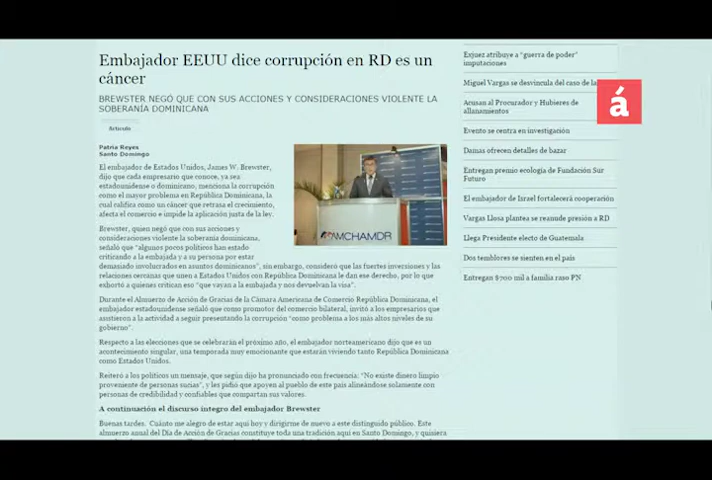 Embajador EEUU dice corrupción en RD es un
cáncer
BREWSTER NEGÓ QUE CON SUS ACCIONES Y CONSIDERACIONES VIOLENTE LA
SOBERANÍA DOMINICANA
Artículo
Patria Reyes
Santo Domingo
El embajador de Estados Unidos, James W. Brewster,
dijo que cada empresario que conoce, ya sea
estadounidense o dominicano, menciona la corrupción
como el mayor problema en República Dominicana, la
cual califica como un cáncer que retrasa el crecimiento,
afecta el comercio e impide la aplicación justa de la ley.
Brewster, quien negó que con sus acciones y
consideraciones violente la soberanía dominicana,
señaló que "algunos pocos políticos han estado
criticando a la embajada y a su persona por estar
demasiado involucrados en asuntos dominicanos", sin embargo, consideró que las fuertes inversiones y las
relaciones cercanas que unen a Estados Unidos con República Dominicana le dan ese derecho, por lo que
exhortó a quienes critican eso "que vayan a la embajada y nos devuelvan la visa".
Durante el Almuerzo de Acción de Gracias de la Cámara Americana de Comercio República Dominicana, el
embajador estadounidense señaló que como promotor del comercio bilateral, invitó a los empresarios que
asistieron a la actividad a seguir presentando la corrupción "como problema a los más altos niveles de su
gobierno".
Respecto a las elecciones que se celebrarán el próximo año, el embajador norteamericano dijo que es un
acontecimiento singular, una temporada muy emocionante que estarán viviendo tanto República Dominicana
como Estados Unidos.
Reiteró a los políticos un mensaje, que según dijo ha pronunciado con frecuencia: "No existe dinero limpio
proveniente de personas sucias", y les pidió que apoyen al pueblo de este país alineándose solamente con
personas de credibilidad y confiables que compartan sus valores.
A continuación el discurso íntegro del embajador Brewster
Buenas tardes. Cuánto me alegro de estar aquí hoy y dirigirme de nuevo a este distinguido público. Este
almuerzo anual del Día de Acción de Gracias constituye toda una tradición aquí en Santo Domingo, y quisiera
AMCHAMDR
Exjuez atribuye a "guerra de poder"
imputaciones
Miguel Vargas se desvincula del caso de la
Acusan al Procurador y Hubieres de
allanamientos
Evento se centra en investigación
Damas ofrecen detalles de bazar
Entregan premio ecología de Fundación Sur
Futuro
El embajador de Israel fortalecerá cooperación
Vargas Llosa plantea se reanude presión a RD
Llega Presidente electo de Guatemala
Dos temblores se sienten en el país
Entregan $700 mil a familia raso PN
á